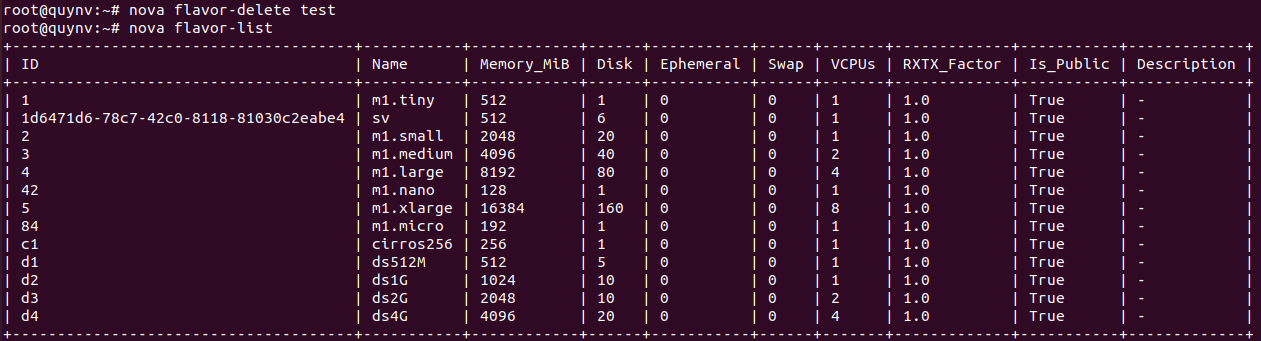 root@quynv:~# nova flavor-delete test
root@quynv:~# nova flavor-list
+--------------------------------------+-----------+------------+------+-----------+------+-------+-------------+-----------+-------------+
| ID                                   | Name      | Memory_MiB | Disk | Ephemeral | Swap | VCPUs | RXTX_Factor | Is_Public | Description |
+--------------------------------------+-----------+------------+------+-----------+------+-------+-------------+-----------+-------------+
| 1                                    | m1.tiny   | 512        | 1    | 0         | 0    | 1     | 1.0         | True      | -           |
| 1d6471d6-78c7-42c0-8118-81030c2eabe4 | sv        | 512        | 6    | 0         | 0    | 1     | 1.0         | True      | -           |
| 2                                    | m1.small  | 2048       | 20   | 0         | 0    | 1     | 1.0         | True      | -           |
| 3                                    | m1.medium | 4096       | 40   | 0         | 0    | 2     | 1.0         | True      | -           |
| 4                                    | m1.large  | 8192       | 80   | 0         | 0    | 4     | 1.0         | True      | -           |
| 42                                   | m1.nano   | 128        | 1    | 0         | 0    | 1     | 1.0         | True      | -           |
| 5                                    | m1.xlarge | 16384      | 160  | 0         | 0    | 8     | 1.0         | True      | -           |
| 84                                   | m1.micro  | 192        | 1    | 0         | 0    | 1     | 1.0         | True      | -           |
| c1                                   | cirros256 | 256        | 1    | 0         | 0    | 1     | 1.0         | True      | -           |
| d1                                   | ds512M    | 512        | 5    | 0         | 0    | 1     | 1.0         | True      | -           |
| d2                                   | ds1G      | 1024       | 10   | 0         | 0    | 1     | 1.0         | True      | -           |
| d3                                   | ds2G      | 2048       | 10   | 0         | 0    | 2     | 1.0         | True      | -           |
| d4                                   | ds4G      | 4096       | 20   | 0         | 0    | 4     | 1.0         | True      | -           |
+--------------------------------------+-----------+------------+------+-----------+------+-------+-------------+-----------+-------------+